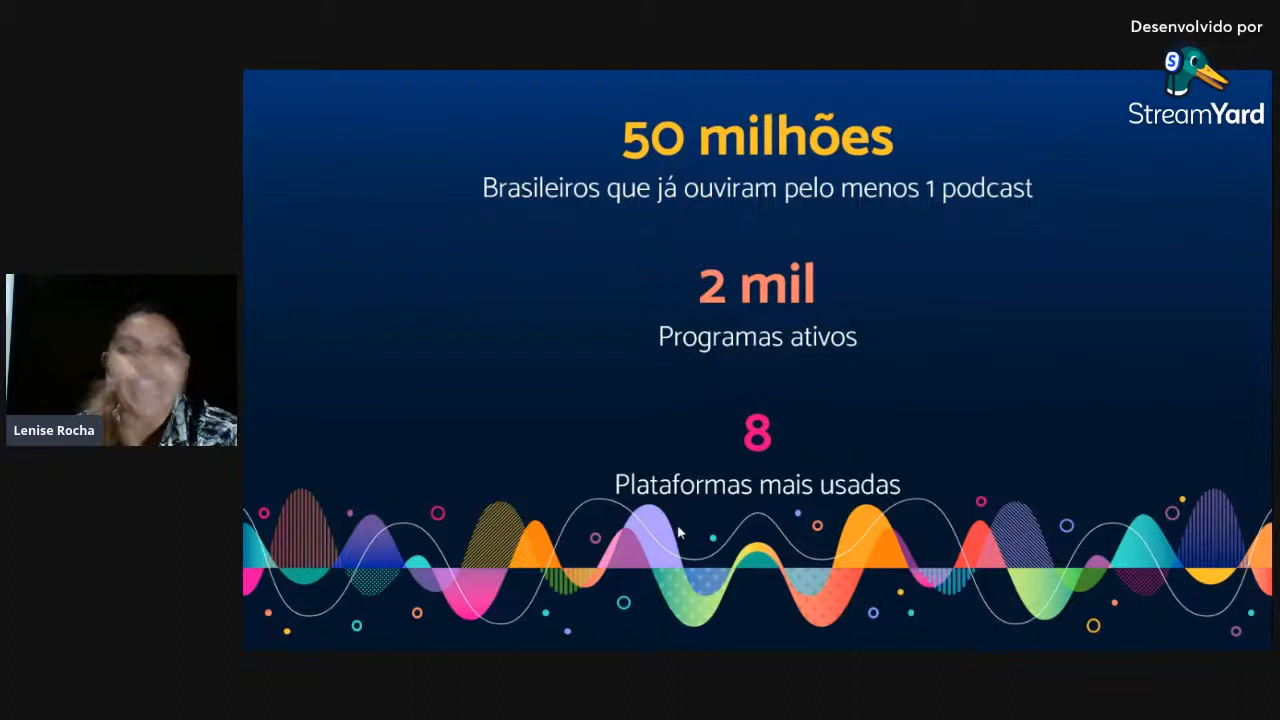 Desenvolvido por
S
StreamYard
50 milhões
Brasileiros que já ouviram pelo menos 1 podcast
2 mil
Programas ativos
Lenise Rocha
8
Plataformas mais usadas